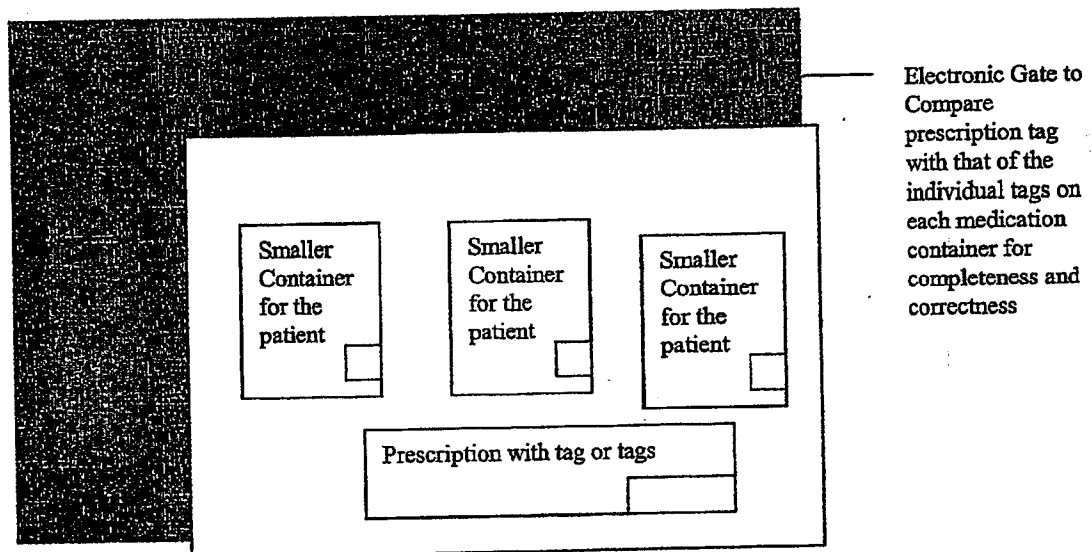 Electronic Gate to
Compare
prescription tag
with that of the
individual tags on
each medication
container for
completeness and
correctness
Smaller
Container
for the
patient
Smaller
Container
for the
patient
Smaller
Container
for the
patient
Prescription with tag or tags